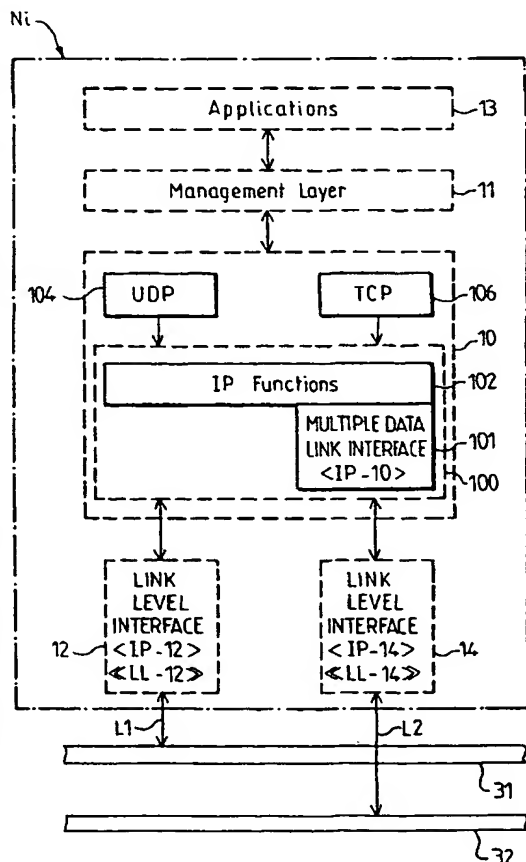 Ni
Applications
13
Management Layer
11
104
UDP
TCP
106
10
IP Functions
102
MULTIPLE DATA
LINK INTERFACE
<IP-10>
101
100
LINK
LEVEL
INTERFACE
<IP-12>
≪LL-12≫
12
LINK
LEVEL
INTERFACE
<IP-14>
≪LL-14≫
14
L1
L2
31
32